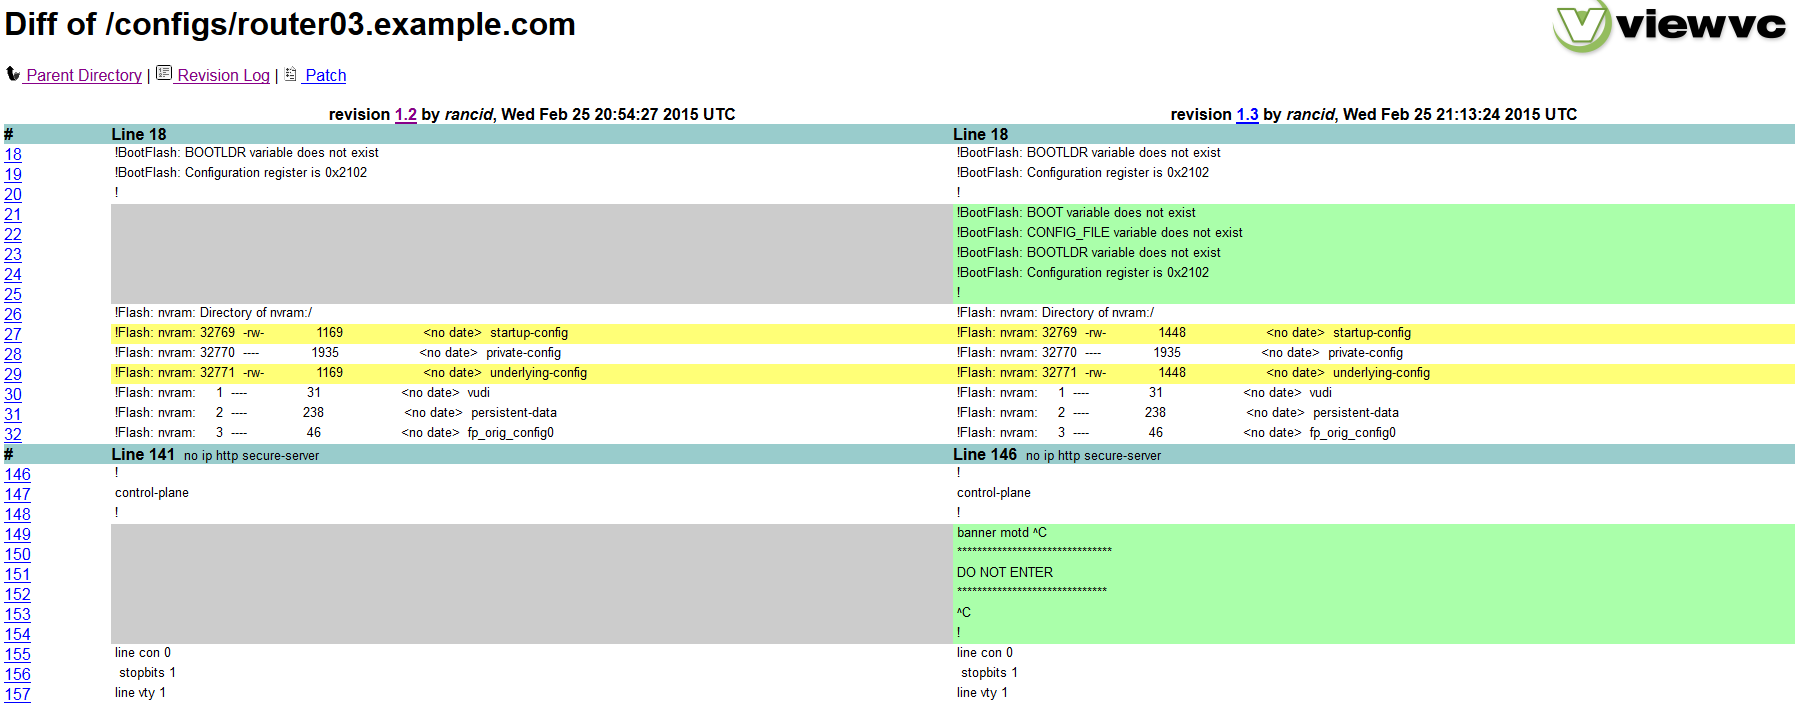 Diff of /configs/router03.example.com
viewvc
Parent Directory | Revision Log | Patch
revision 1.2 by rancid, Wed Feb 25 20:54:27 2015 UTC revision 1.3 by rancid, Wed Feb 25 21:13:24 2015 UTC
# Line 18 Line 18
18 !BootFlash: BOOTLDR variable does not exist !BootFlash: BOOTLDR variable does not exist
19 !BootFlash: Configuration register is 0x2102 !BootFlash: Configuration register is 0x2102
20 ! !
21 !BootFlash: BOOT variable does not exist
22 !BootFlash: CONFIG_FILE variable does not exist
23 !BootFlash: BOOTLDR variable does not exist
24 !BootFlash: Configuration register is 0x2102
25 !
26 !Flash: nvram: Directory of nvram:/ !Flash: nvram: Directory of nvram:/
27 !Flash: nvram: 32769 -rw- 1169 <no date> startup-config !Flash: nvram: 32769 -rw- 1448 <no date> startup-config
28 !Flash: nvram: 32770 ---- 1935 <no date> private-config !Flash: nvram: 32770 ---- 1935 <no date> private-config
29 !Flash: nvram: 32771 -rw- 1169 <no date> underlying-config !Flash: nvram: 32771 -rw- 1448 <no date> underlying-config
30 !Flash: nvram: 1 ---- 31 <no date> vudi !Flash: nvram: 1 ---- 31 <no date> vudi
31 !Flash: nvram: 2 ---- 238 <no date> persistent-data !Flash: nvram: 2 ---- 238 <no date> persistent-data
32 !Flash: nvram: 3 ---- 46 <no date> fp_orig_config0 !Flash: nvram: 3 ---- 46 <no date> fp_orig_config0
# Line 141 no ip http secure-server Line 146 no ip http secure-server
146 ! !
147 control-plane control-plane
148 ! !
149 banner motd ^C
150 *******************************
151 DO NOT ENTER
152 ******************************
153 ^C
154 !
155 line con 0 line con 0
156 stopbits 1 stopbits 1
157 line vty 1 line vty 1